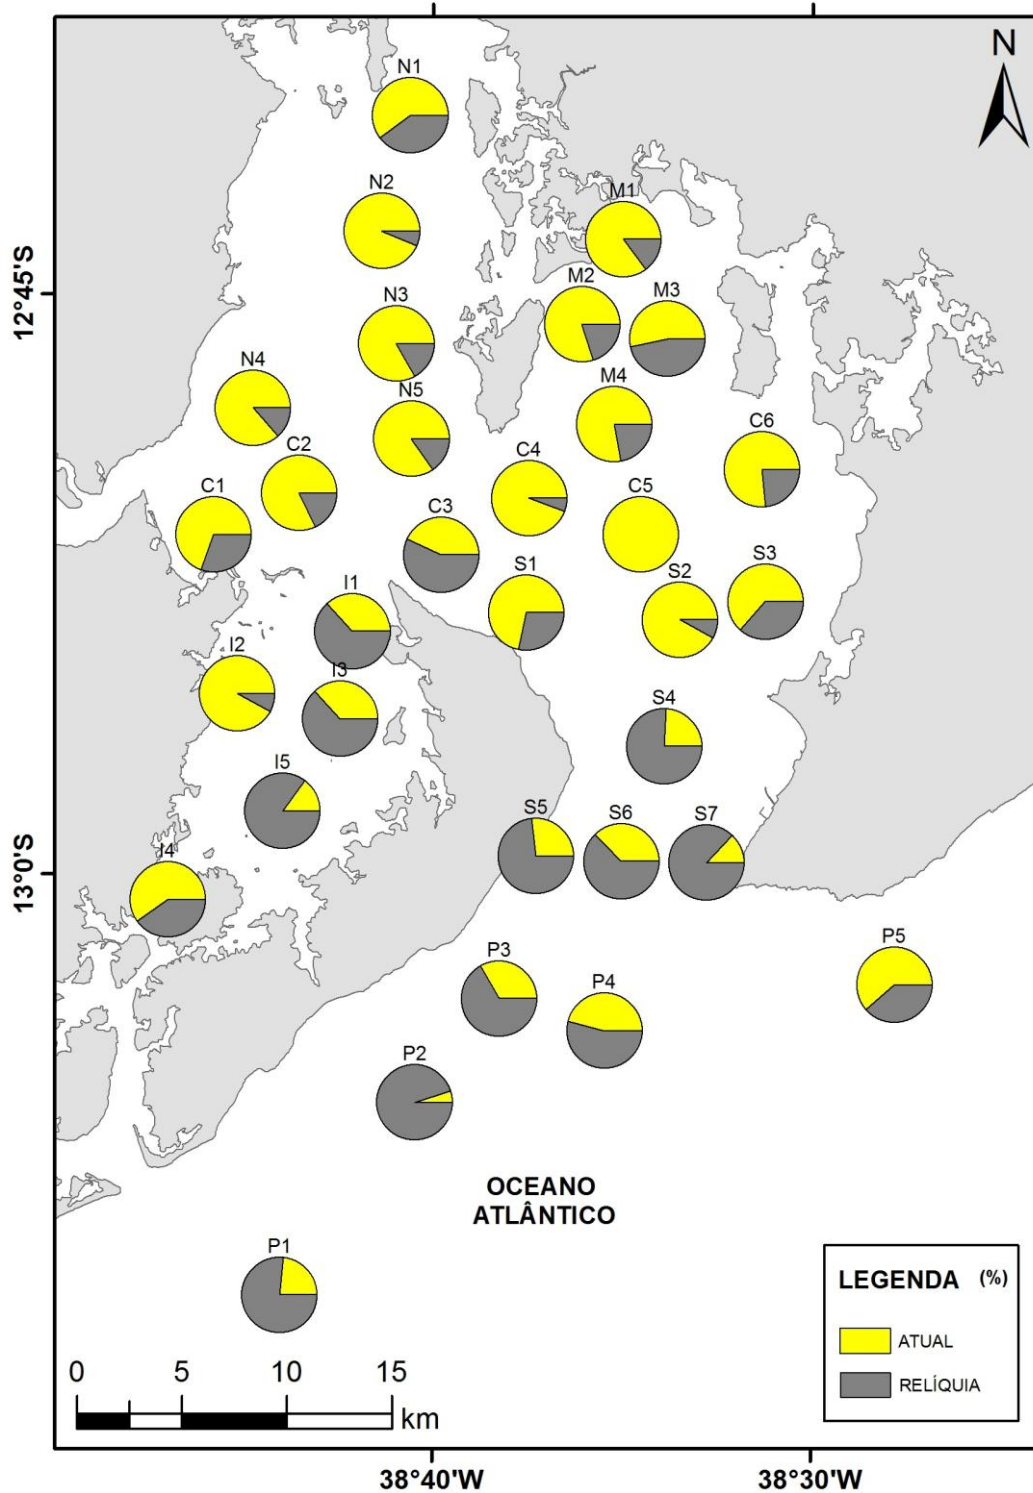 N
N1
N2
M1
12°45'S
M2
M3
N3
N4
M4
N5
C6
C2
C4
C1
C5
C3
S1
S3
S2
I1
I2
I3
S4
I5
S5
S6
S7
13°0'S
I4
P5
P3
P4
P2
OCEANO
ATLÂNTICO
P1
LEGENDA (%)
ATUAL
RELÍQUIA
0 5 10 15
km
38°40'W 38°30'W